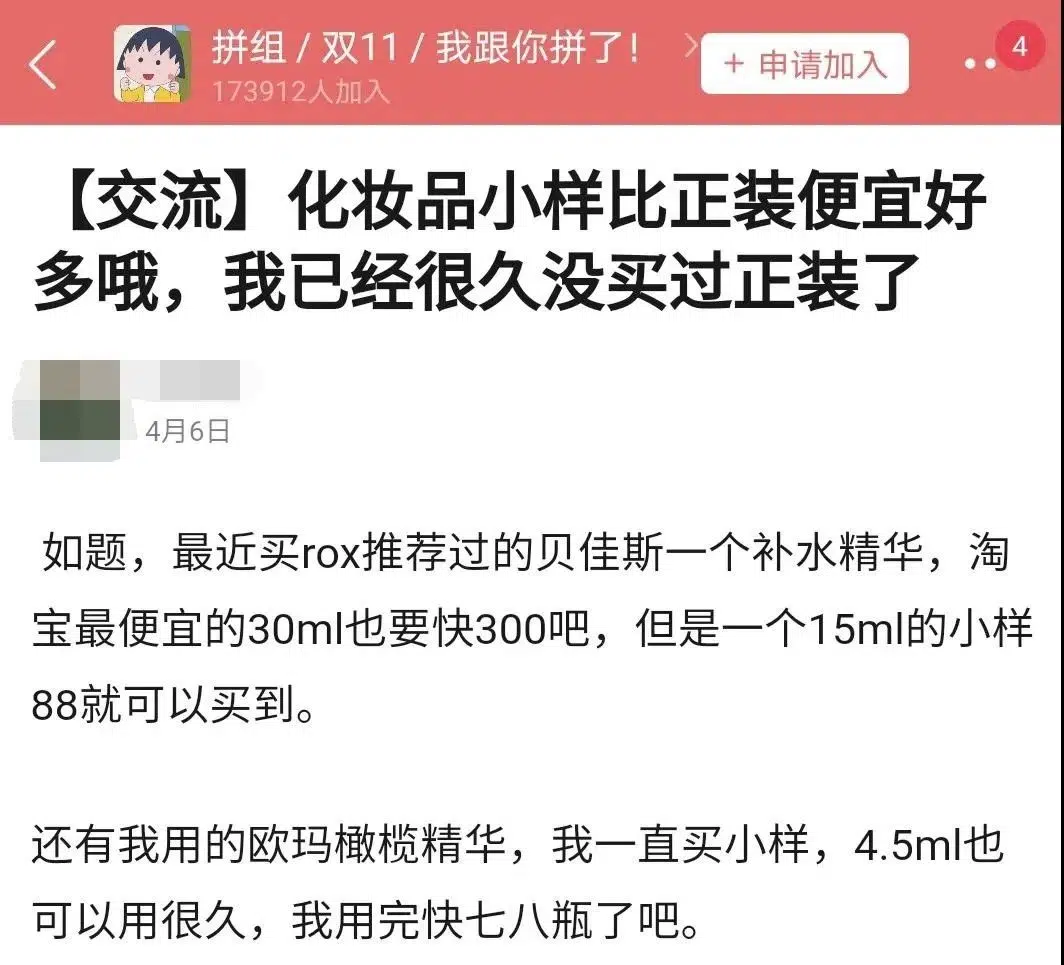 拼组 / 双11 / 我跟你拼了！
173912人加入
+ 申请加入
4
【交流】化妆品小样比正装便宜好
多哦，我已经很久没买过正装了
4月6日
如题，最近买rox推荐过的贝佳斯一个补水精华，淘
宝最便宜的30ml也要快300吧，但是一个15ml的小样
88就可以买到。
还有我用的欧玛橄榄精华，我一直买小样，4.5ml也
可以用很久，我用完快七八瓶了吧。